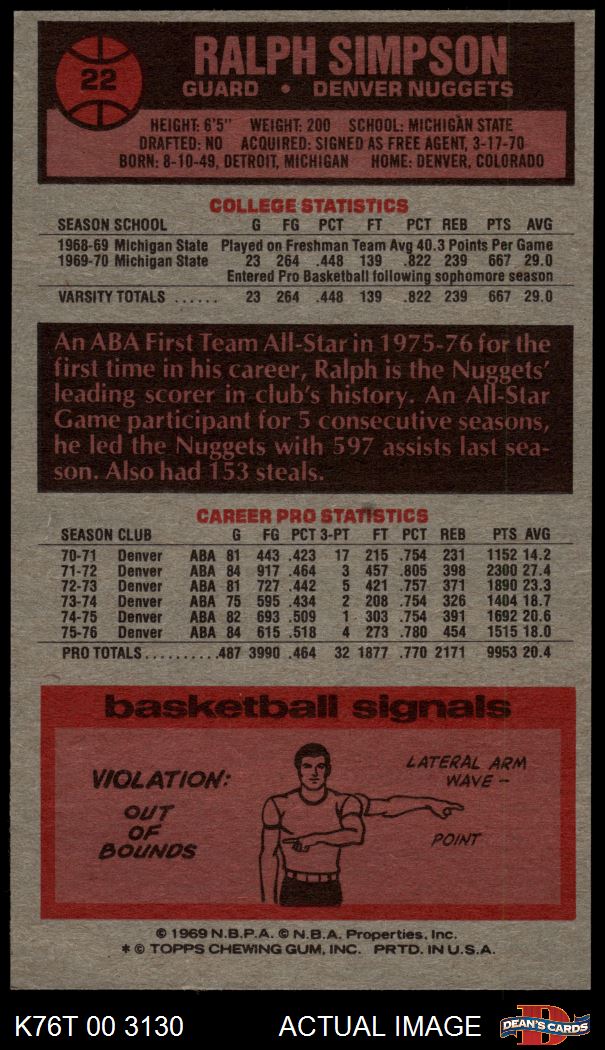 22
RALPH SIMPSON
GUARD • DENVER NUGGETS
HEIGHT: 6'5" WEIGHT: 200 SCHOOL: MICHIGAN STATE
DRAFTED: NO ACQUIRED: SIGNED AS FREE AGENT, 3-17-70
BORN: 8-10-49, DETROIT, MICHIGAN HOME: DENVER, COLORADO
COLLEGE STATISTICS
SEASON SCHOOL G FG PCT FT PCT REB PTS AVG
1968-69 Michigan State Played on Freshman Team Avg 40.3 Points Per Game
1969-70 Michigan State 23 264 .448 139 .822 239 667 29.0
Entered Pro Basketball following sophomore season
VARSITY TOTALS ...... 23 264 .448 139 .822 239 667 29.0
An ABA First Team All-Star in 1975-76 for the
first time in his career, Ralph is the Nuggets'
leading scorer in club's history. An All-Star
Game participant for 5 consecutive seasons,
he led the Nuggets with 597 assists last sea-
son. Also had 153 steals.
CAREER PRO STATISTICS
SEASON CLUB G FG PCT 3-PT FT PCT REB PTS AVG
70-71 Denver ABA 81 443 .423 17 215 .754 231 1152 14.2
71-72 Denver ABA 84 917 .464 3 457 .805 398 2300 27.4
72-73 Denver ABA 81 727 .442 5 421 .757 371 1890 23.3
73-74 Denver ABA 75 595 .434 2 208 .754 326 1404 18.7
74-75 Denver ABA 82 693 .509 1 303 .754 391 1692 20.6
75-76 Denver ABA 84 615 .518 4 273 .780 454 1515 18.0
PRO TOTALS..........487 3990 .464 32 1877 .770 2171 9953 20.4
basketball signals
VIOLATION:
OUT
OF
BOUNDS
LATERAL ARM
WAVE —
POINT
© 1969 N.B.P.A. © N.B.A. Properties, Inc.
* © TOPPS CHEWING GUM, INC. PRTD. IN U.S.A.
K76T 00 3130 ACTUAL IMAGE
D
DEAN'S CARDS